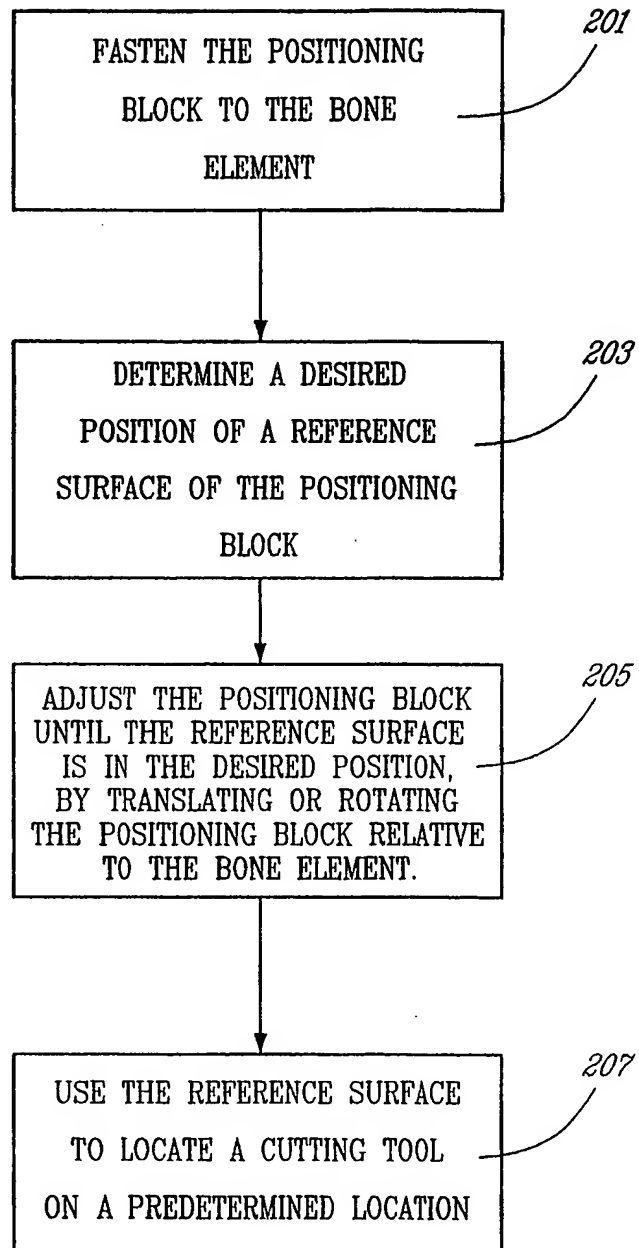 FASTEN THE POSITIONING
BLOCK TO THE BONE
ELEMENT
201
DETERMINE A DESIRED
POSITION OF A REFERENCE
SURFACE OF THE POSITIONING
BLOCK
203
ADJUST THE POSITIONING BLOCK
UNTIL THE REFERENCE SURFACE
IS IN THE DESIRED POSITION,
BY TRANSLATING OR ROTATING
THE POSITIONING BLOCK RELATIVE
TO THE BONE ELEMENT.
205
USE THE REFERENCE SURFACE
TO LOCATE A CUTTING TOOL
ON A PREDETERMINED LOCATION
207